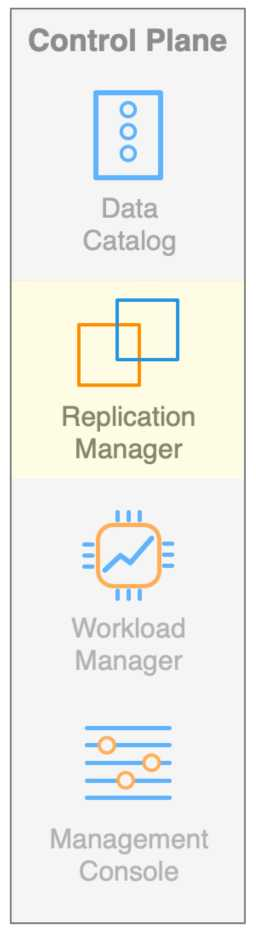 Control Plane
Data
Catalog
Replication
Manager
Workload
Manager
Management
Console